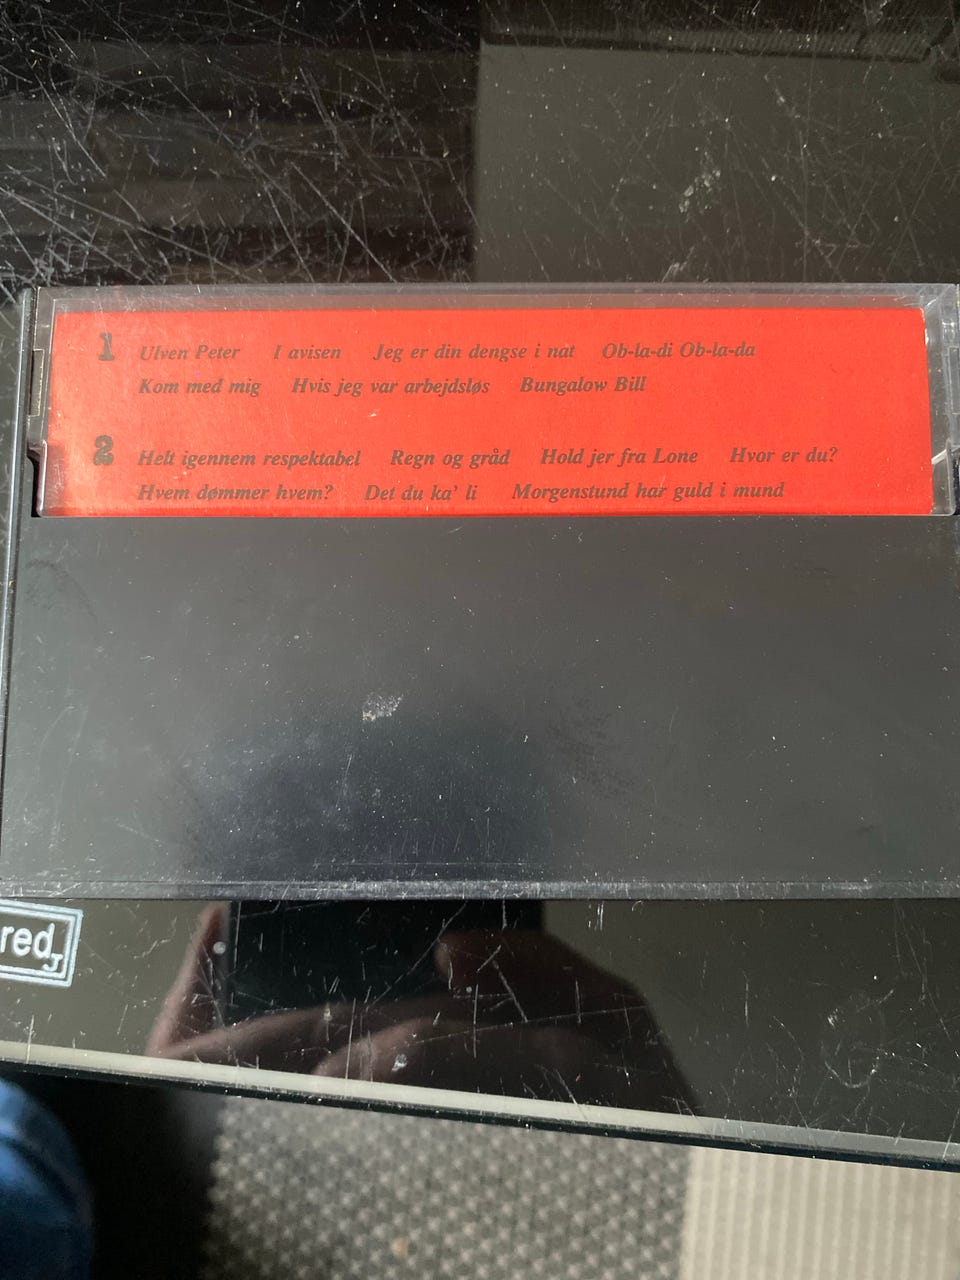 1 Ulven Peter I avisen Jeg er din dengse i nat Ob-la-di Ob-la-da
Kom med mig Hvis jeg var arbejdsløs Bungalow Bill
2 Helt igennem respektabel Regn og gråd Hold jer fra Lone Hvor er du?
Hvem dømmer hvem? Det du ka' li Morgenstund har guld i mund
red